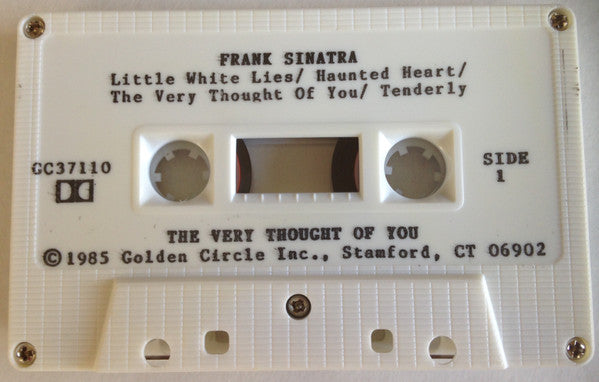 FRANK SINATRA
Little White Lies/ Haunted Heart/
The Very Thought Of You/ Tenderly
GC37110
SIDE
1
THE VERY THOUGHT OF YOU
©1985 Golden Circle Inc., Stamford, CT 06902